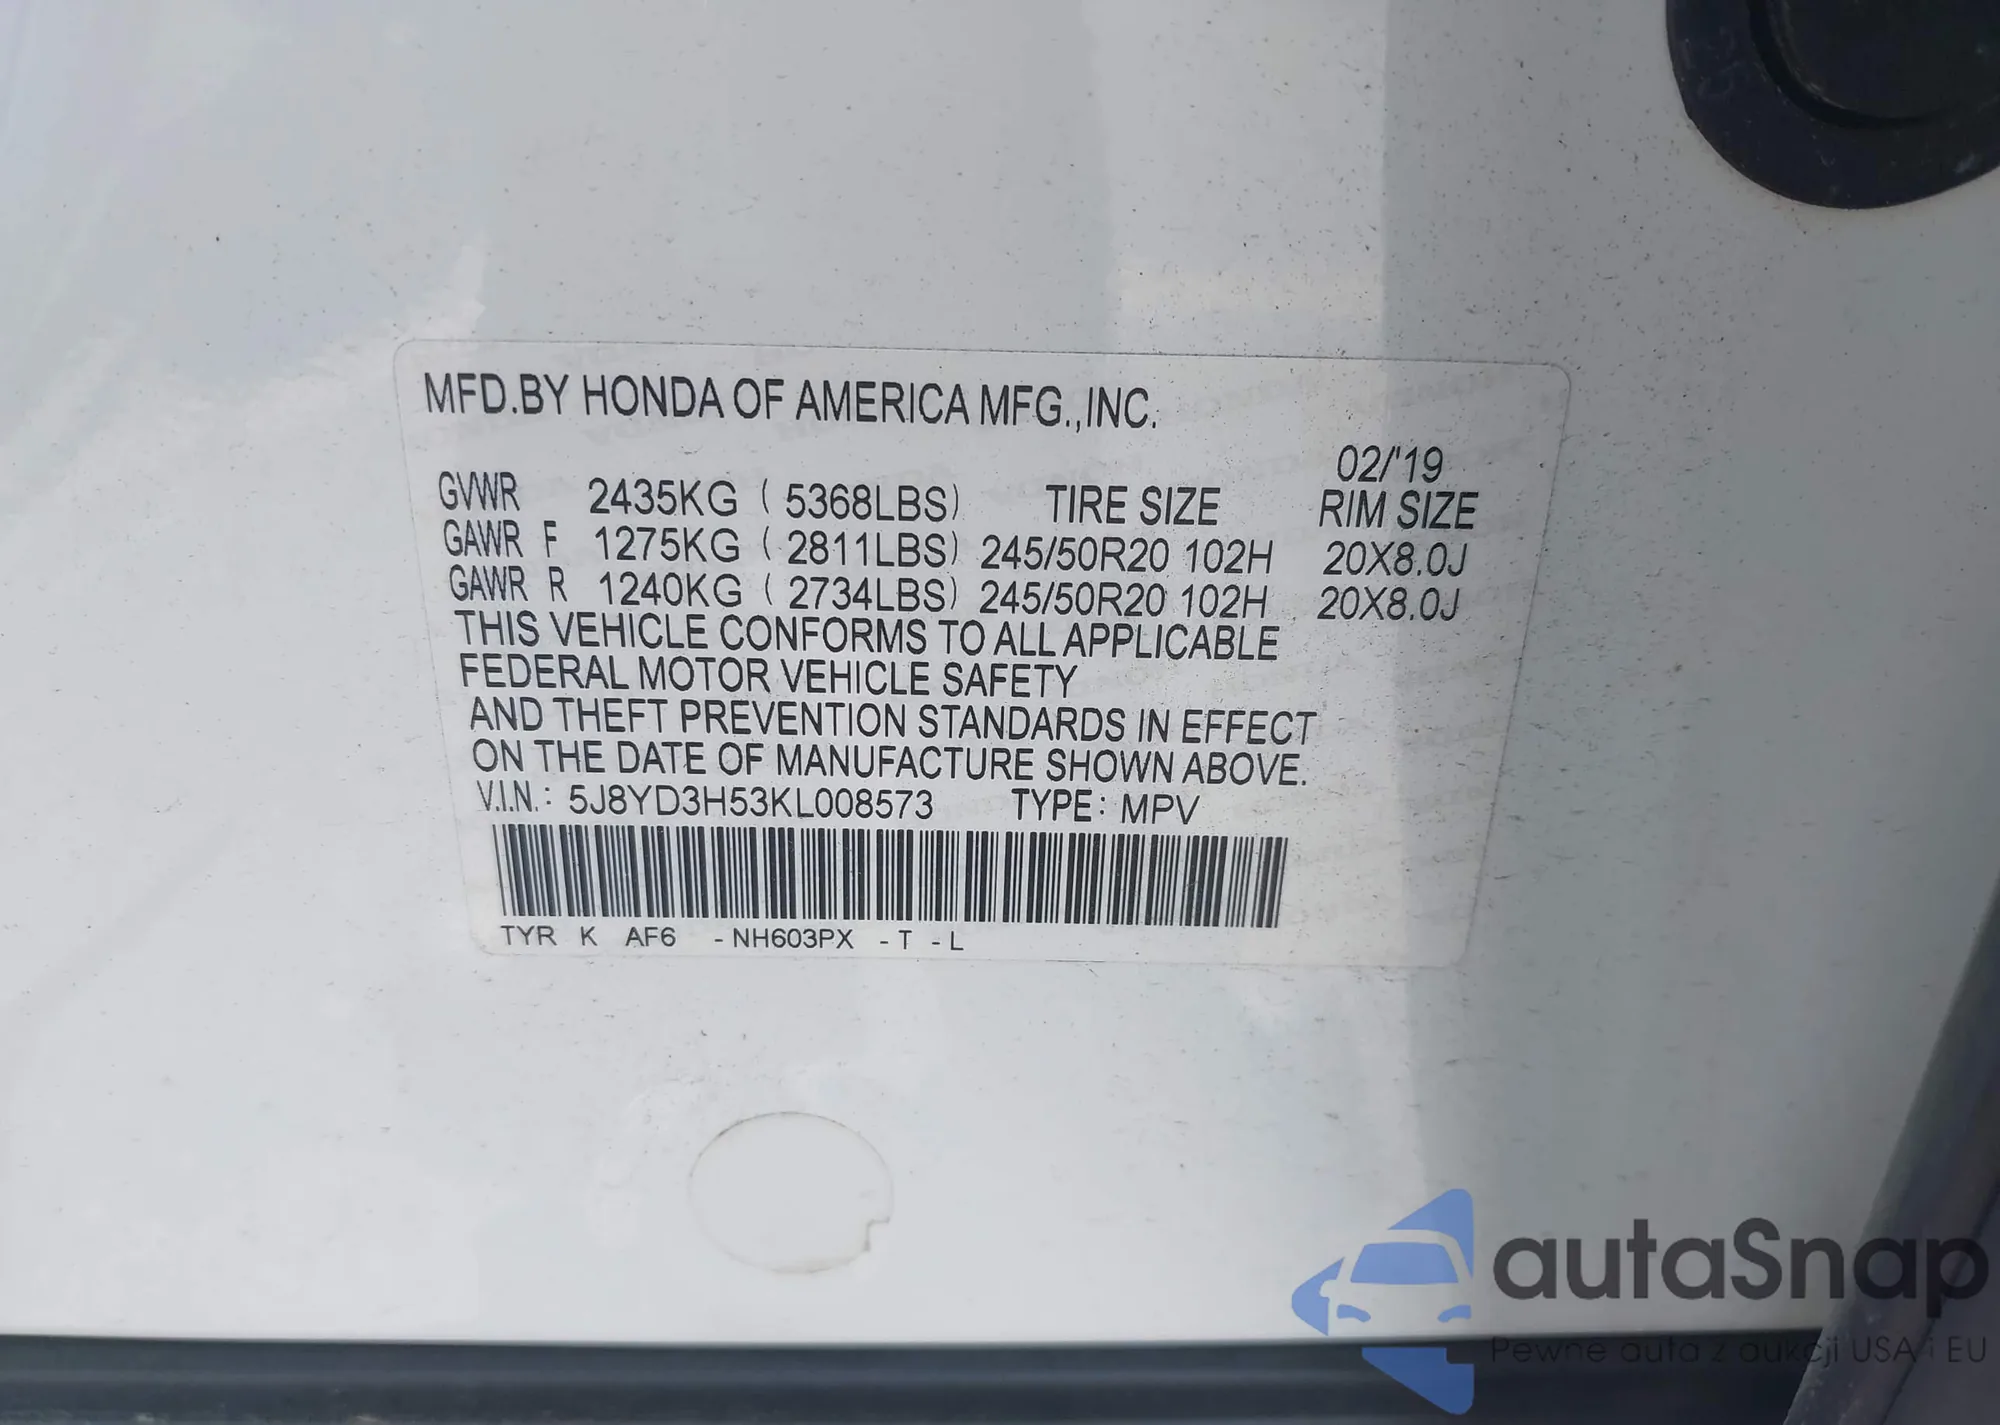 MFD.BY HONDA OF AMERICA MFG.,INC.
02/'19
GVWR 2435KG ( 5368LBS) TIRE SIZE RIM SIZE
GAWR F 1275KG ( 2811LBS) 245/50R20 102H 20X8.0J
GAWR R 1240KG ( 2734LBS) 245/50R20 102H 20X8.0J
THIS VEHICLE CONFORMS TO ALL APPLICABLE
FEDERAL MOTOR VEHICLE SAFETY
AND THEFT PREVENTION STANDARDS IN EFFECT
ON THE DATE OF MANUFACTURE SHOWN ABOVE.
V.I.N.: 5J8YD3H53KL008573 TYPE: MPV
TYR K AF6 -NH603PX -T -L
autaSnap
Pewne auta z aukcji USA i EU